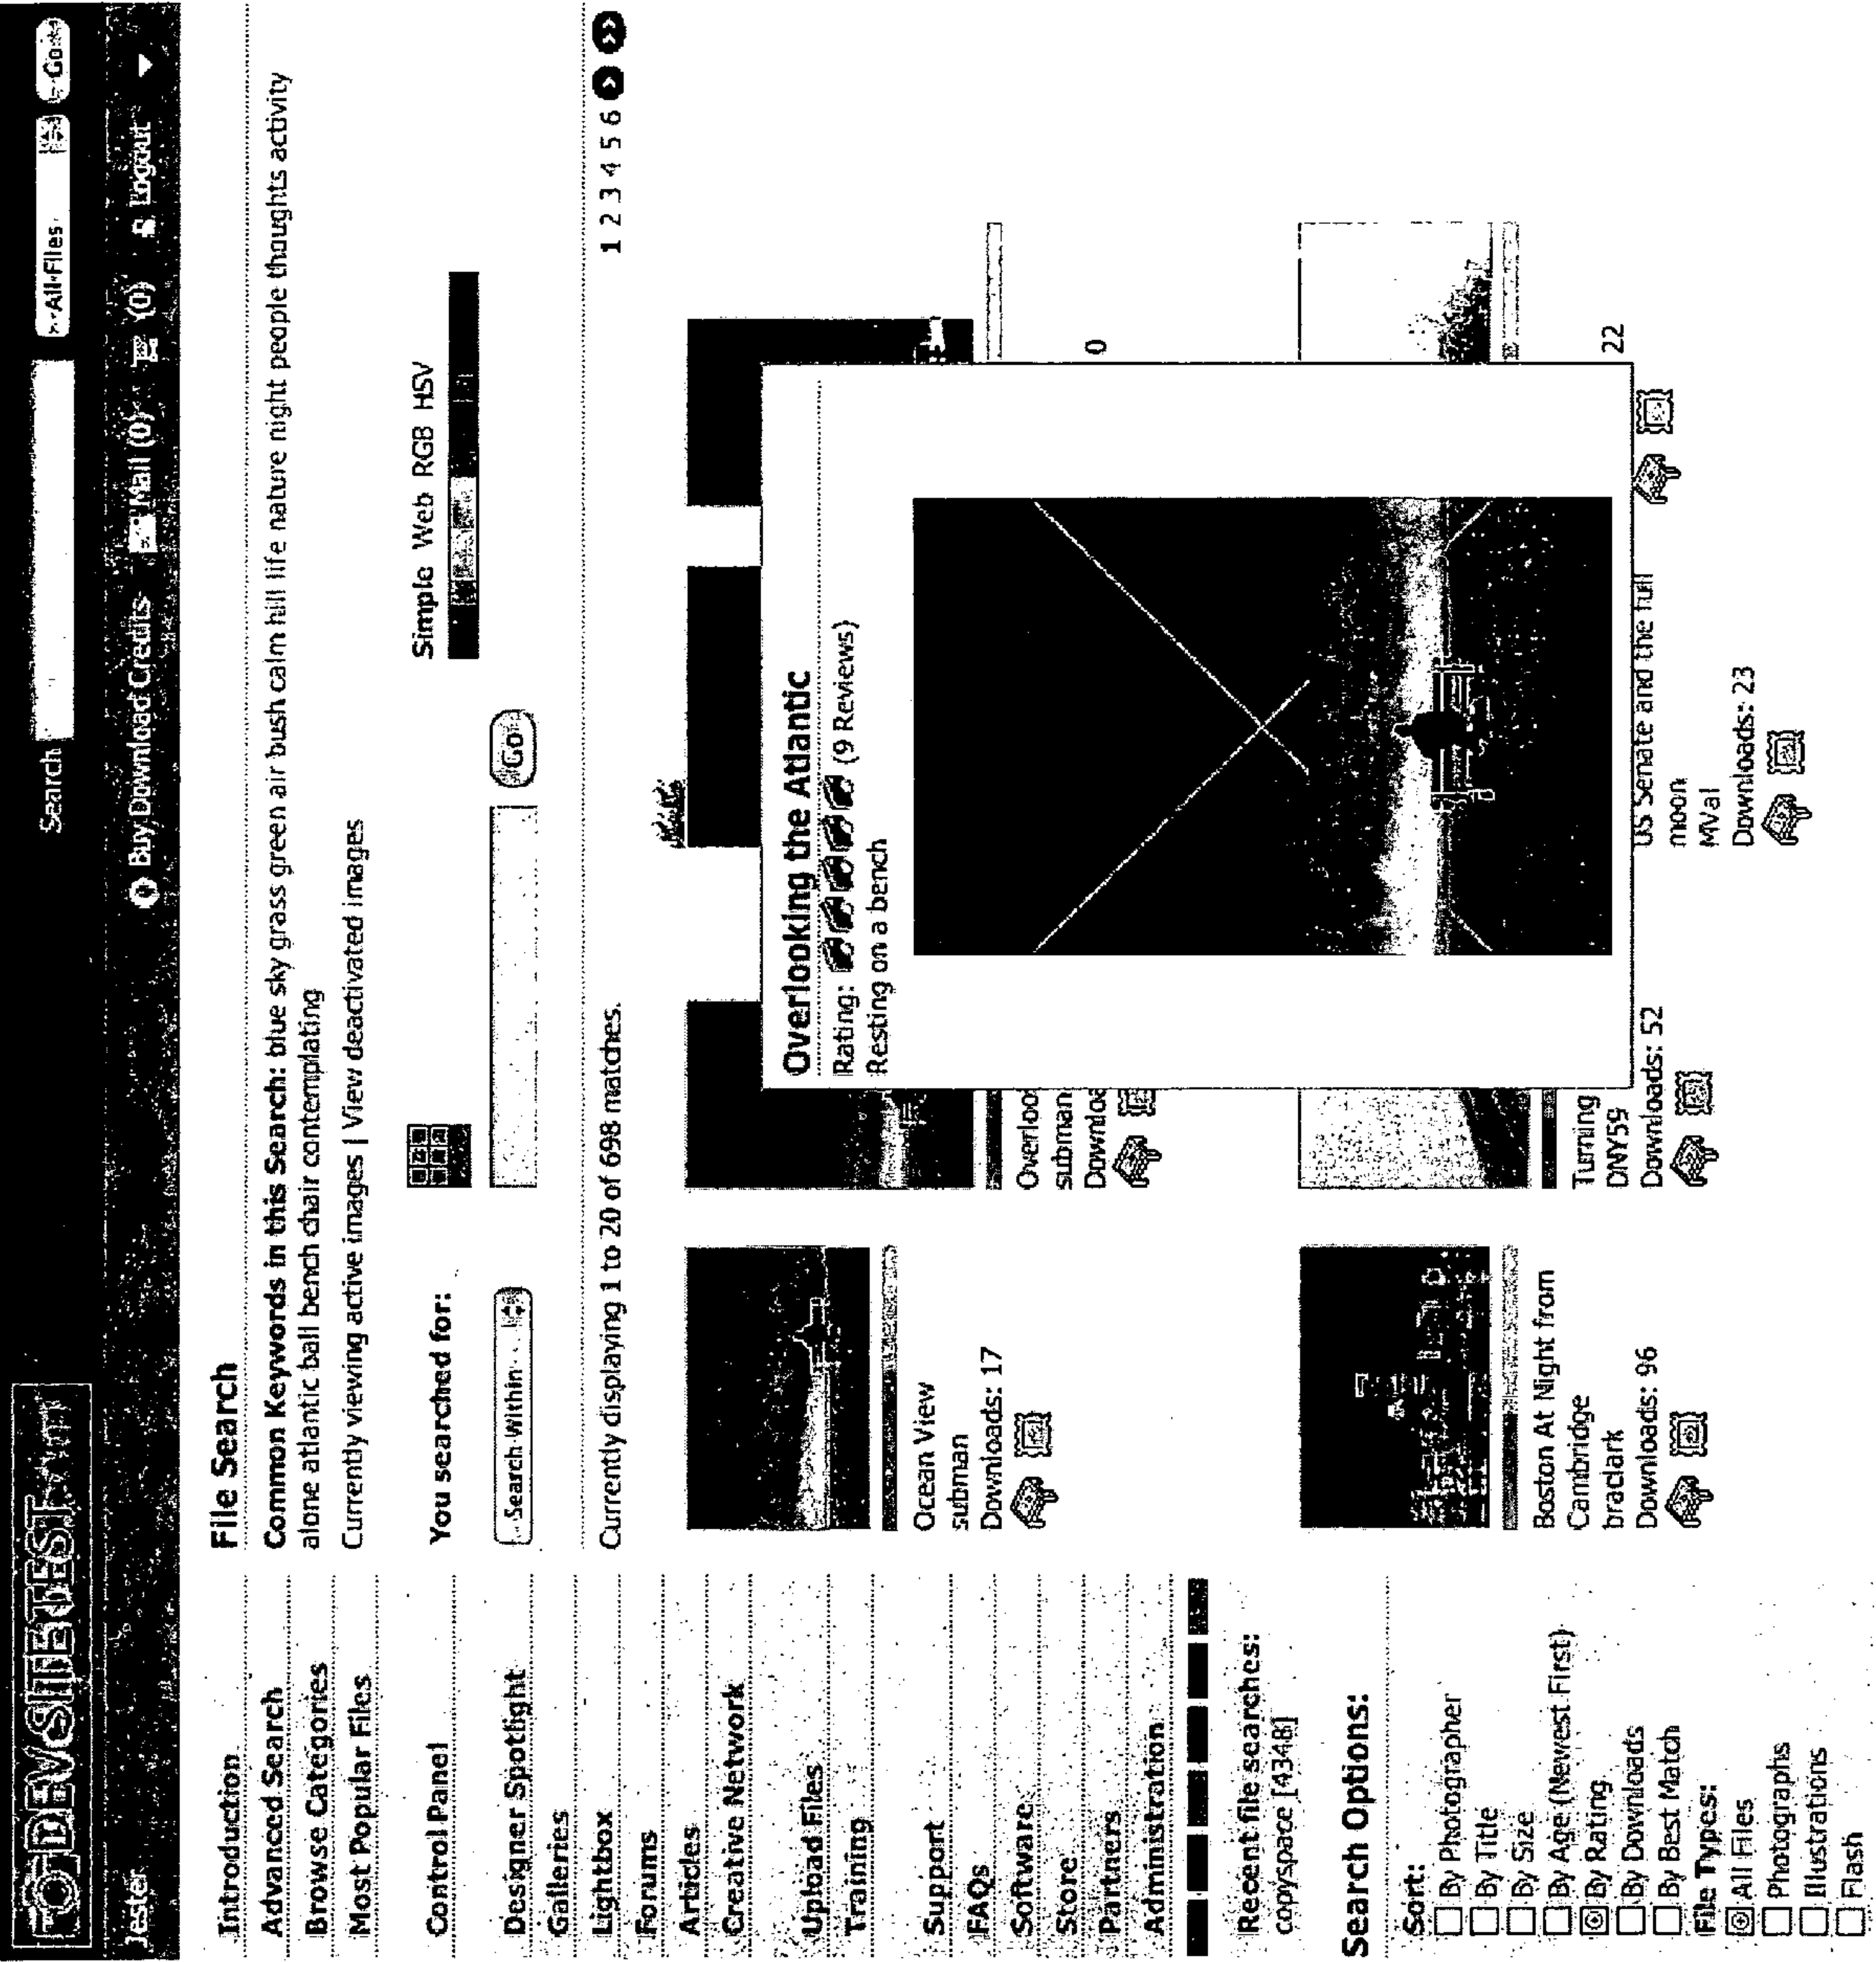 DEVSITETEST
Search
All Files
Go
Jester
Buy Download Credits
Mail (0)
(0)
Logout
Introduction
Advanced Search
Browse Categories
Most Popular Files
Control Panel
Designer Spotlight
Galleries
Lightbox
Forums
Articles
Creative Network
Upload Files
Training
Support
FAQs
Software
Store
Partners
Administration
Recent file searches:
copyspace [4348]
Search Options:
Sort:
By Photographer
By Title
By Size
By Age (Newest First)
By Rating
By Downloads
By Best Match
File Types:
All Files
Photographs
Illustrations
Flash
File Search
Common Keywords in this Search: blue sky grass green air bush calm hill life nature night people thoughts activity
alone atlantic ball bench chair contemplating
Currently viewing active images | View deactivated images
You searched for:
Simple Web RGB HSV
Search Within
Go
Currently displaying 1 to 20 of 698 matches.
1 2 3 4 5 6
Ocean View
subman
Downloads: 17
Overloo
subman
Downloa
0
Overlooking the Atlantic
Rating: (9 Reviews)
Resting on a bench
Boston At Night from
Cambridge
braclark
Downloads: 96
Turning
DNY59
Downloads: 52
US Senate and the full
moon
MVal
Downloads: 23
22